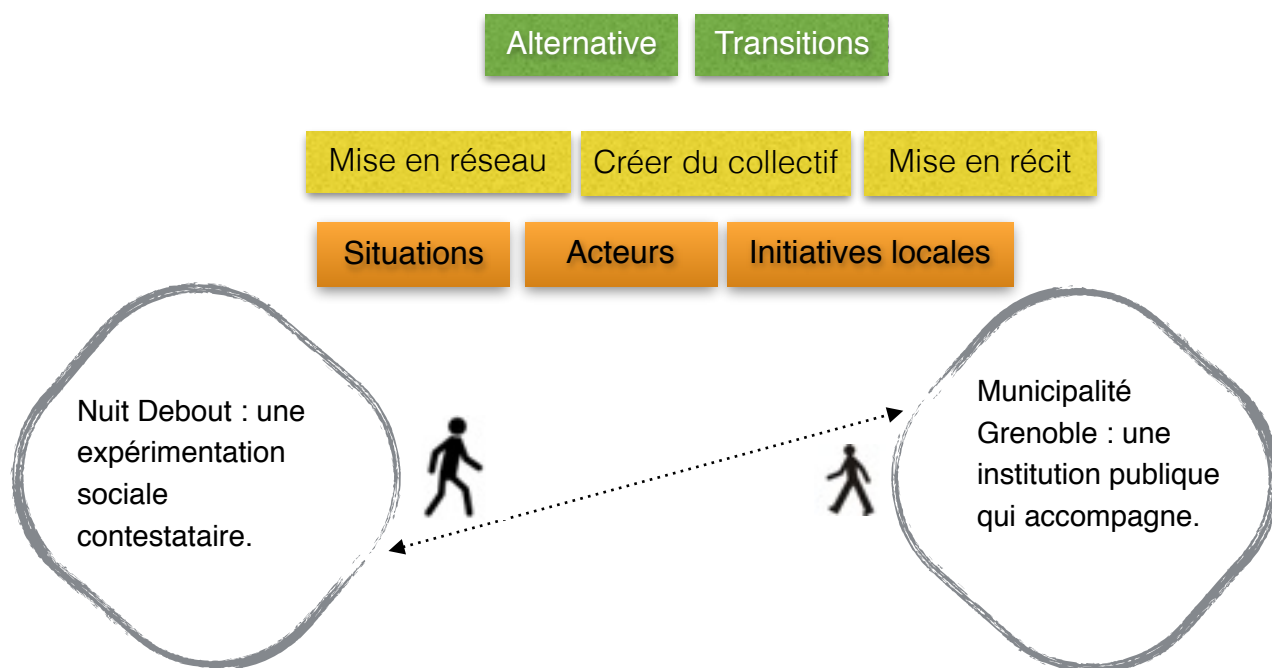 Alternative
Transitions
Mise en réseau
Créer du collectif
Mise en récit
Situations
Acteurs
Initiatives locales
Nuit Debout : une
expérimentation
sociale
contestataire.
Municipalité
Grenoble : une
institution publique
qui accompagne.